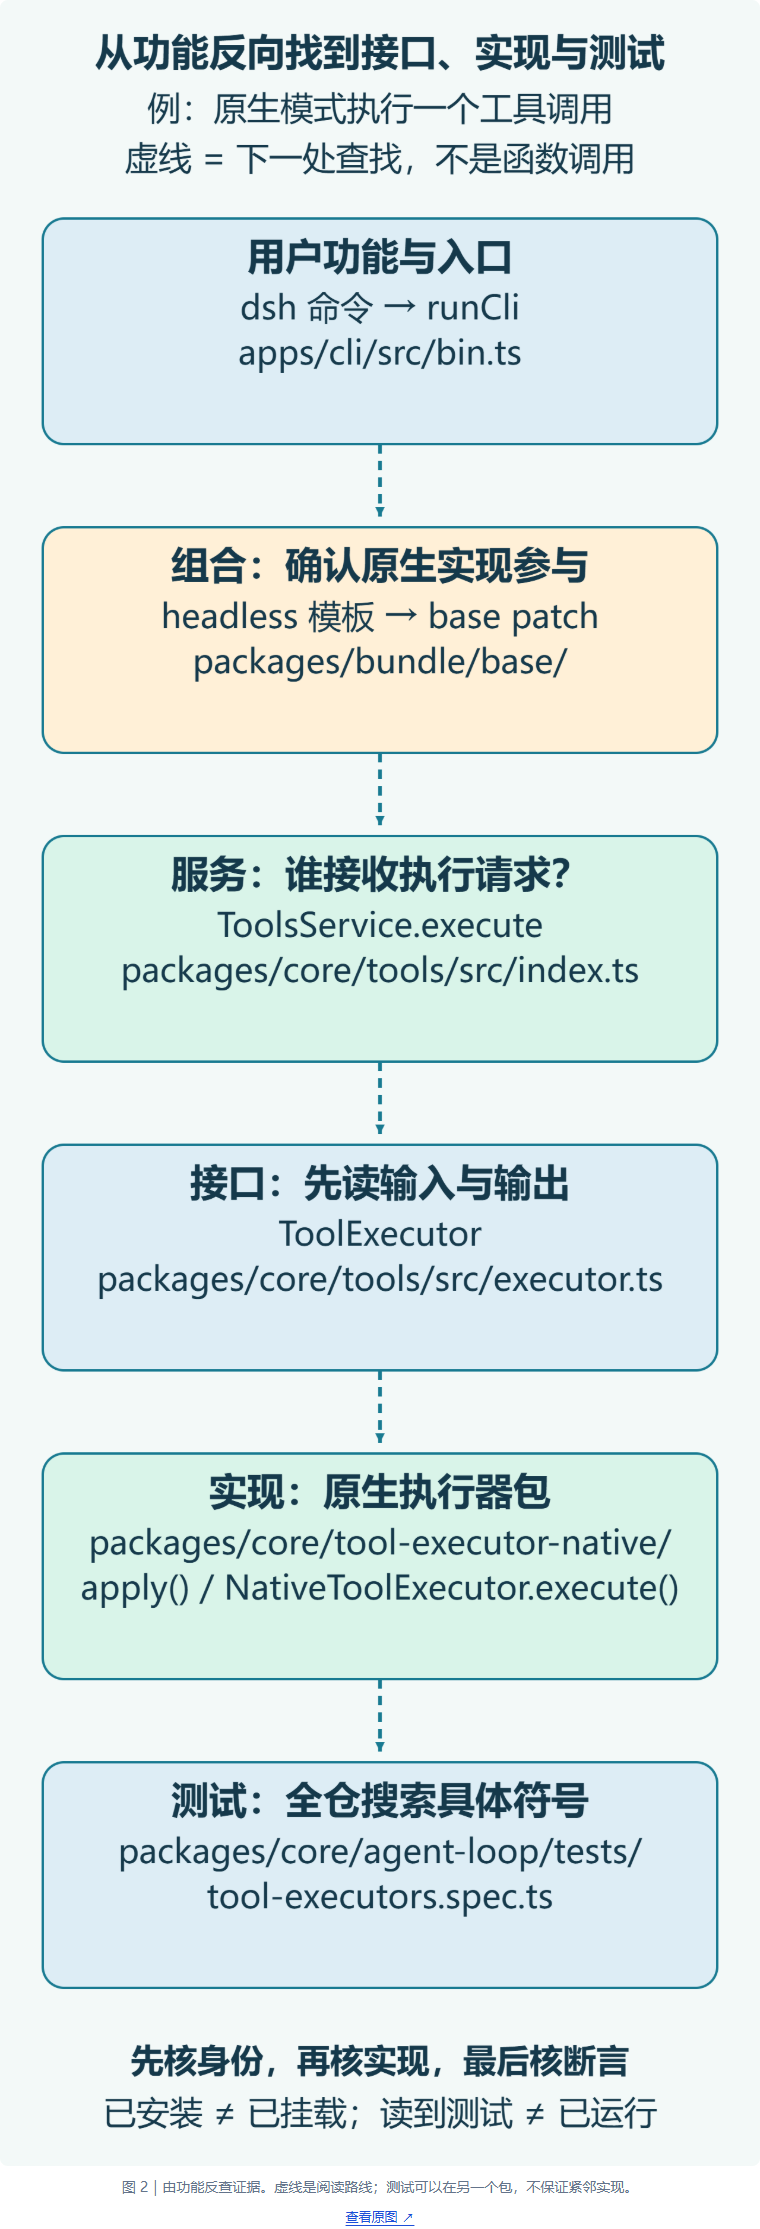 从功能反向找到接口、实现与测试
例：原生模式执行一个工具调用
虚线 = 下一处查找，不是函数调用
用户功能与入口
dsh 命令 → runCli
apps/cli/src/bin.ts
组合：确认原生实现参与
headless 模板 → base patch
packages/bundle/base/
服务：谁接收执行请求？
ToolsService.execute
packages/core/tools/src/index.ts
接口：先读输入与输出
ToolExecutor
packages/core/tools/src/executor.ts
实现：原生执行器包
packages/core/tool-executor-native/
apply() / NativeToolExecutor.execute()
测试：全仓搜索具体符号
packages/core/agent-loop/tests/
tool-executors.spec.ts
先核身份，再核实现，最后核断言
已安装 ≠ 已挂载；读到测试 ≠ 已运行
图 2｜由功能反查证据。虚线是阅读路线；测试可以在另一个包，不保证紧邻实现。
查看原图 ↗